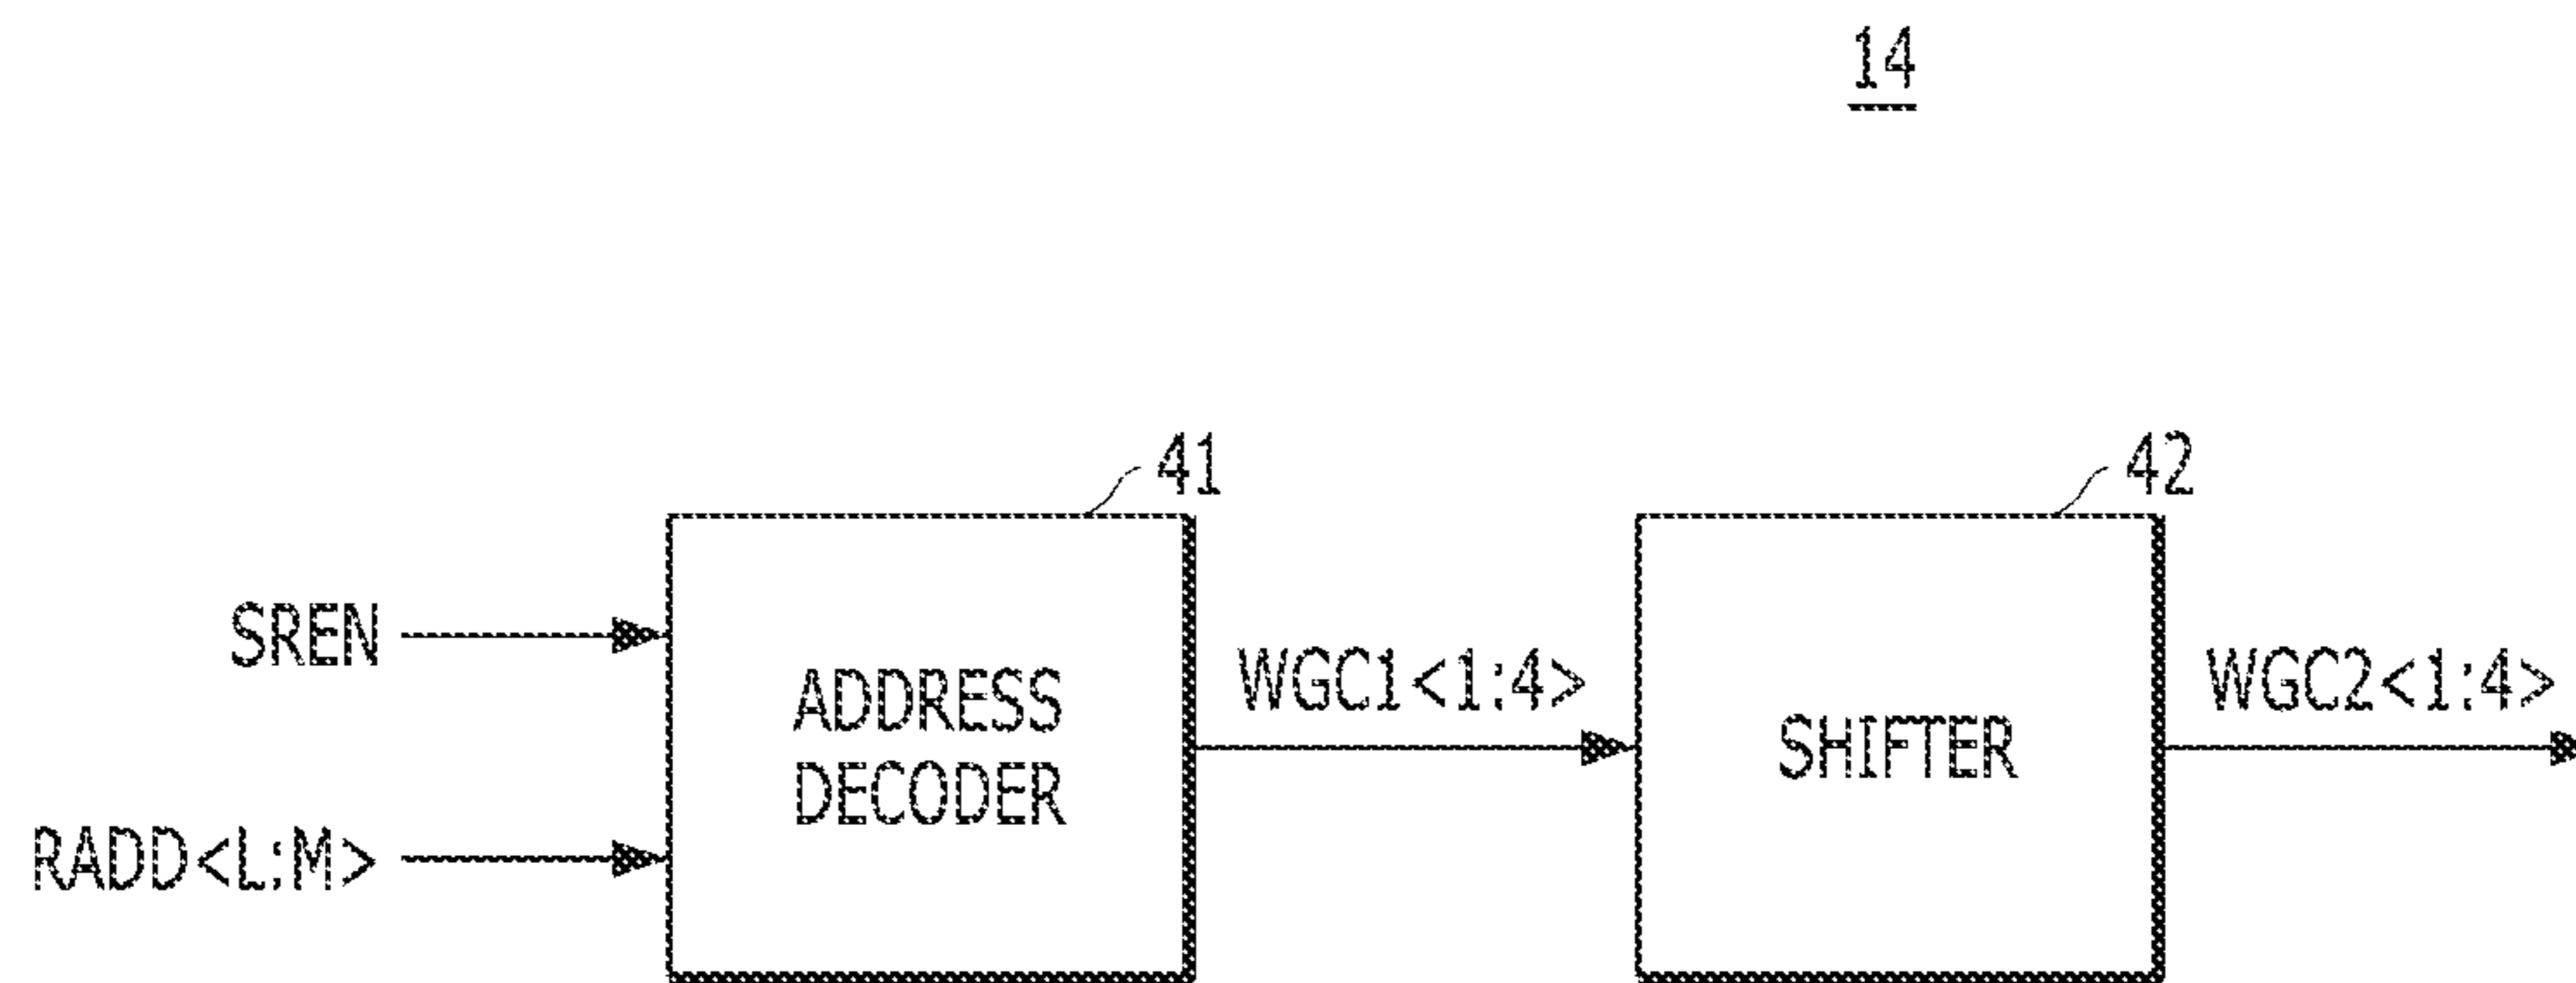 14
41
42
SREN
ADDRESS
DECODER
RADD<L:M>
WGC1<1:4>
SHIFTER
WGC2<1:4>